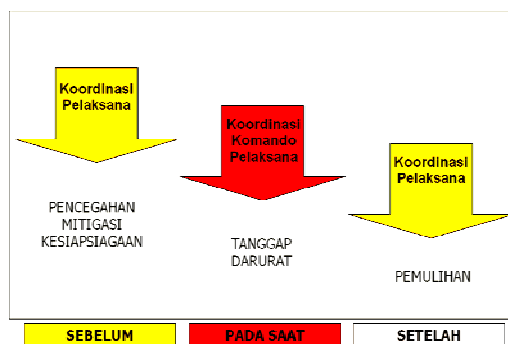 Koordinasi
Pelaksana
Koordinasi
Komando
Pelaksana
Koordinasi
Pelaksana
PENCEGAHAN
MITIGASI
KESIAPSIAGAAN
TANGGAP
DARURAT
PEMULIHAN
SEBELUM
PADA SAAT
SETELAH